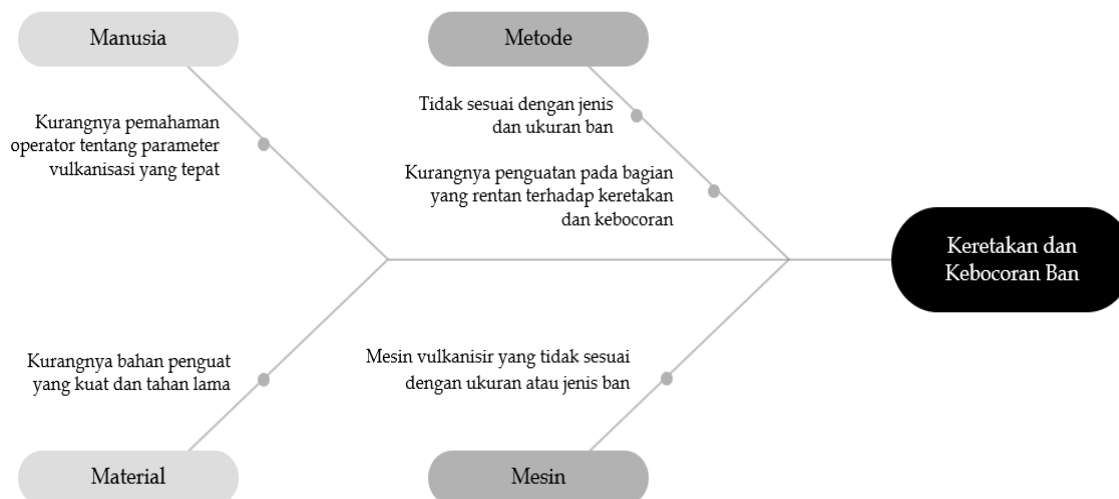 Manusia
Metode
Kurangnya pemahaman
operator tentang parameter
vulkanisasi yang tepat
Tidak sesuai dengan jenis
dan ukuran ban
Kurangnya penguatan pada bagian
yang rentan terhadap keretakan
dan kebocoran
Keretakan dan
Kebocoran Ban
Kurangnya bahan penguat
yang kuat dan tahan lama
Mesin vulkanisir yang tidak sesuai
dengan ukuran atau jenis ban
Material
Mesin